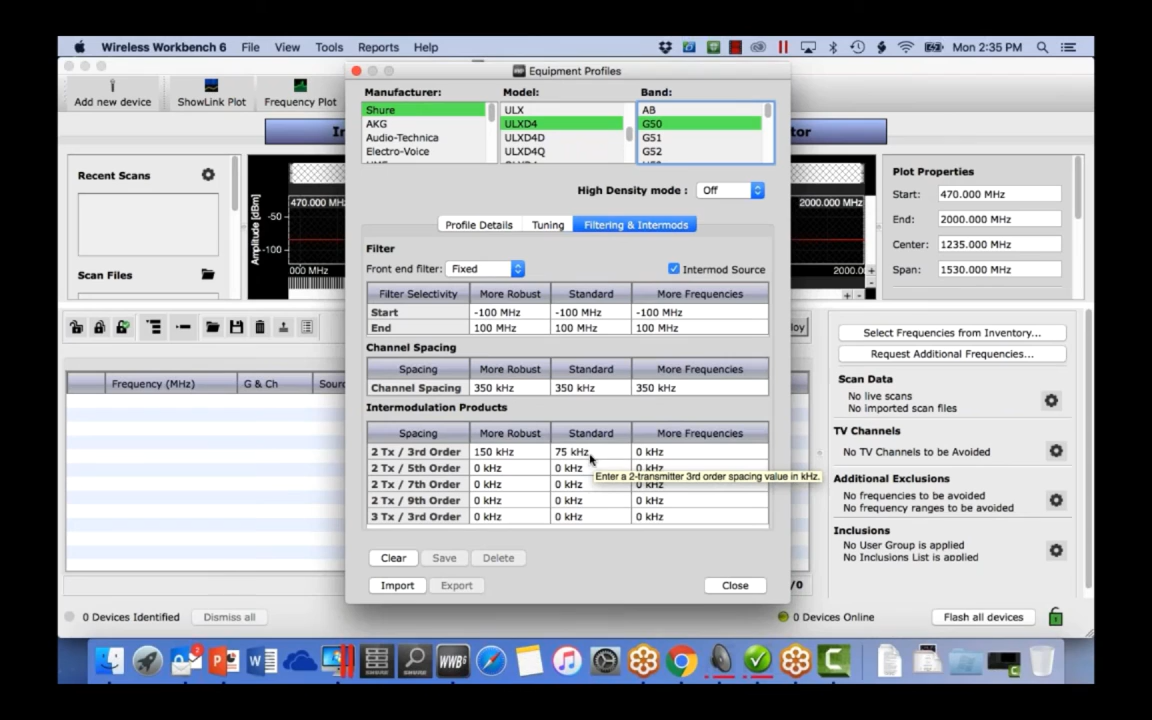 Wireless Workbench 6 File View Tools Reports Help Mon 2:35 PM
Equipment Profiles
Add new device ShowLink Plot Frequency Plot
Manufacturer: Model: Band:
Shure ULX AB
AKG ULXD4 G50
Audio-Technica ULXD4D G51
Electro-Voice ULXD4Q G52
High Density mode : Off
Profile Details Tuning Filtering & Intermods
Filter
Front end filter: Fixed Intermod Source
Filter Selectivity More Robust Standard More Frequencies
Start -100 MHz -100 MHz -100 MHz
End 100 MHz 100 MHz 100 MHz
Channel Spacing
Spacing More Robust Standard More Frequencies
Channel Spacing 350 kHz 350 kHz 350 kHz
Intermodulation Products
Spacing More Robust Standard More Frequencies
2 Tx / 3rd Order 150 kHz 75 kHz 0 kHz
2 Tx / 5th Order 0 kHz 0 kHz 0 kHz
Enter a 2-transmitter 3rd order spacing value in kHz.
2 Tx / 7th Order 0 kHz 0 kHz 0 kHz
2 Tx / 9th Order 0 kHz 0 kHz 0 kHz
3 Tx / 3rd Order 0 kHz 0 kHz 0 kHz
Clear Save Delete
Import Export Close
Recent Scans
Scan Files
Amplitude [dBm]
470.000 MHz
-50
-100
000 MHz
2000.000 MHz
2000.0
Plot Properties
Start: 470.000 MHz
End: 2000.000 MHz
Center: 1235.000 MHz
Span: 1530.000 MHz
Frequency (MHz) G & Ch
Select Frequencies from Inventory...
Request Additional Frequencies...
Scan Data
No live scans
No imported scan files
TV Channels
No TV Channels to be Avoided
Additional Exclusions
No frequencies to be avoided
No frequency ranges to be avoided
Inclusions
No User Group is applied
No Inclusions List is applied
/0
0 Devices Identified Dismiss all 0 Devices Online Flash all devices
WWB6